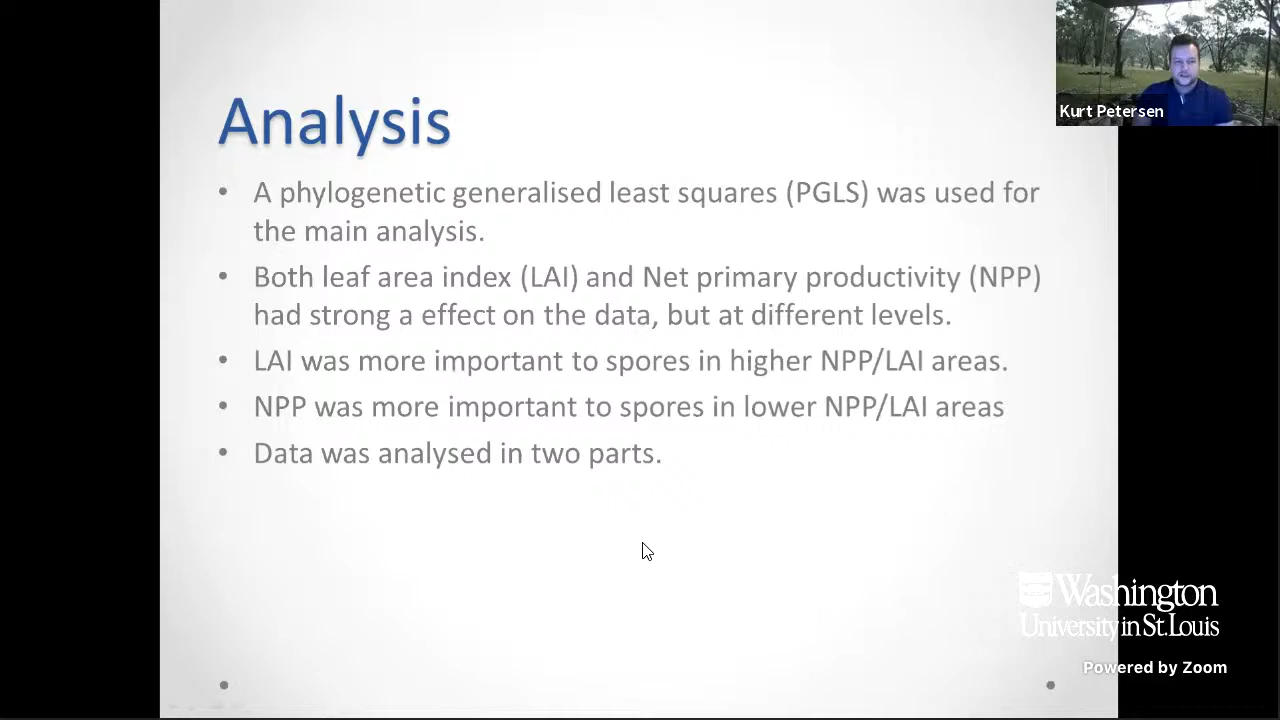 Analysis
• A phylogenetic generalised least squares (PGLS) was used for
the main analysis.
• Both leaf area index (LAI) and Net primary productivity (NPP)
had strong a effect on the data, but at different levels.
• LAI was more important to spores in higher NPP/LAI areas.
• NPP was more important to spores in lower NPP/LAI areas
• Data was analysed in two parts.
Kurt Petersen
Washington
University in St. Louis
Powered by Zoom